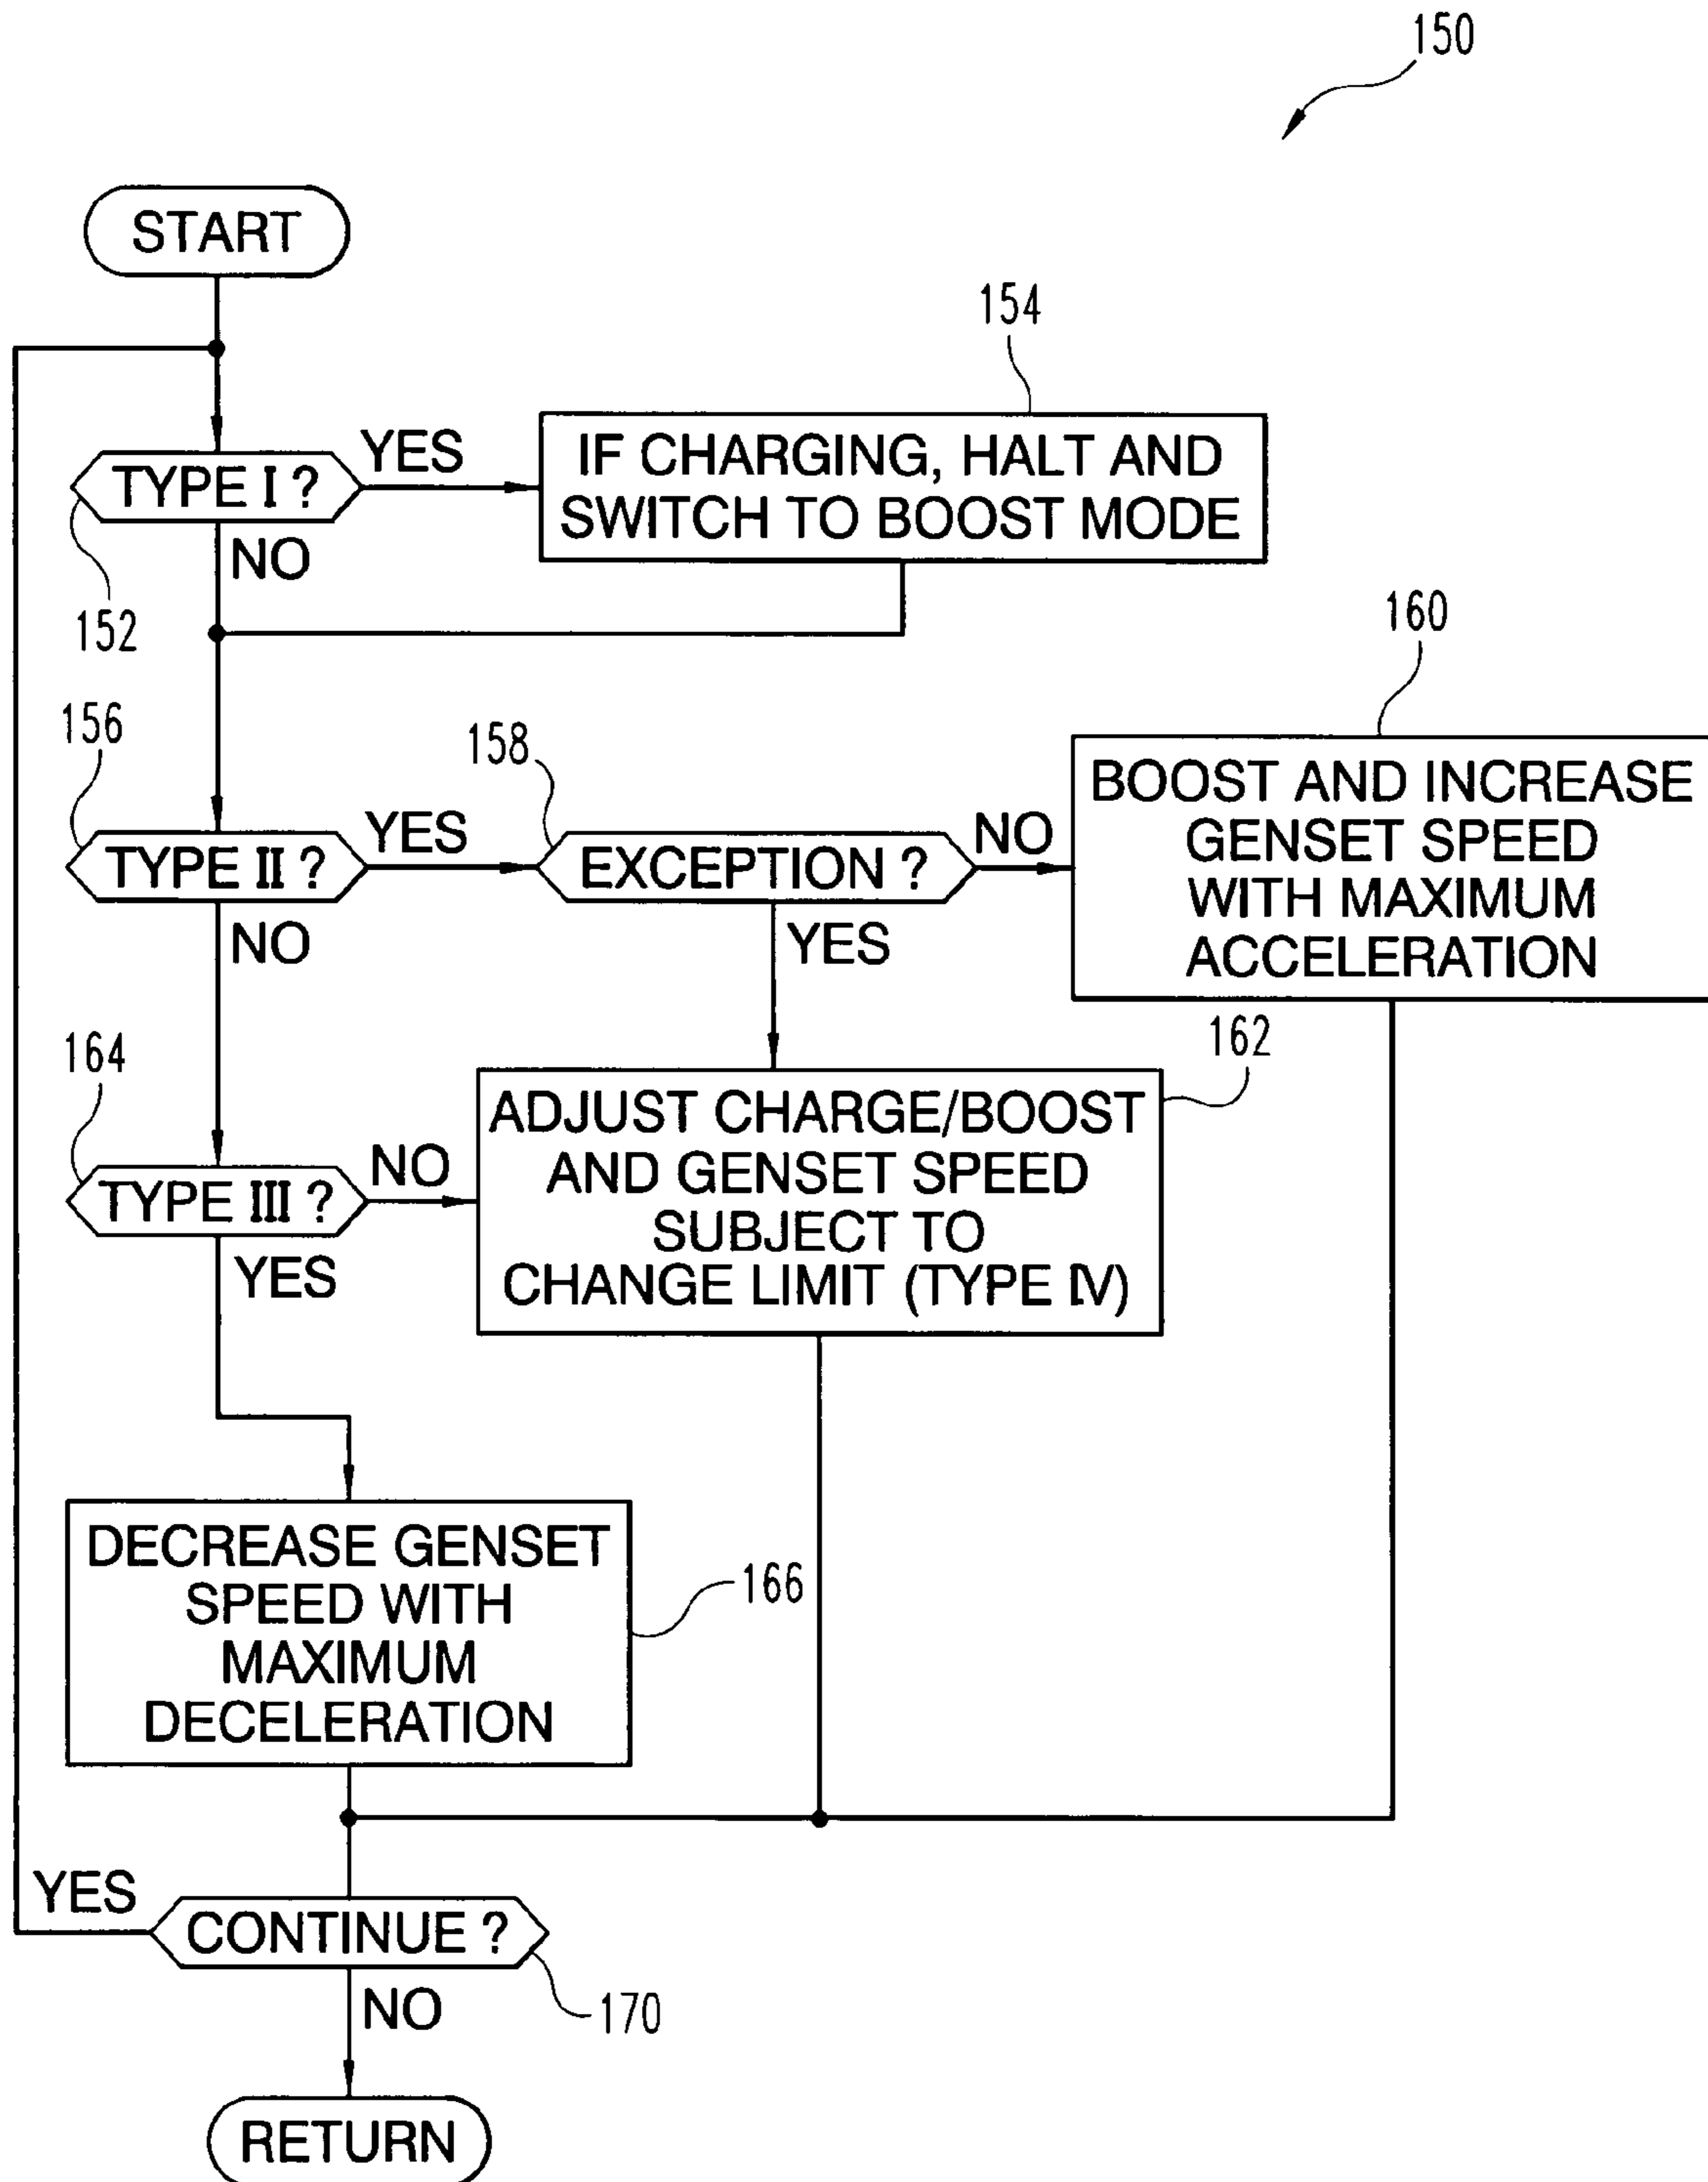 150
START
154
TYPE I ?
YES
IF CHARGING, HALT AND
SWITCH TO BOOST MODE
NO
152
160
156
158
TYPE II ?
YES
EXCEPTION ?
NO
BOOST AND INCREASE
GENSET SPEED
WITH MAXIMUM
ACCELERATION
NO
YES
162
164
TYPE III ?
NO
ADJUST CHARGE/BOOST
AND GENSET SPEED
SUBJECT TO
CHANGE LIMIT (TYPE IV)
YES
DECREASE GENSET
SPEED WITH
MAXIMUM
DECELERATION
166
YES
CONTINUE ?
170
NO
RETURN